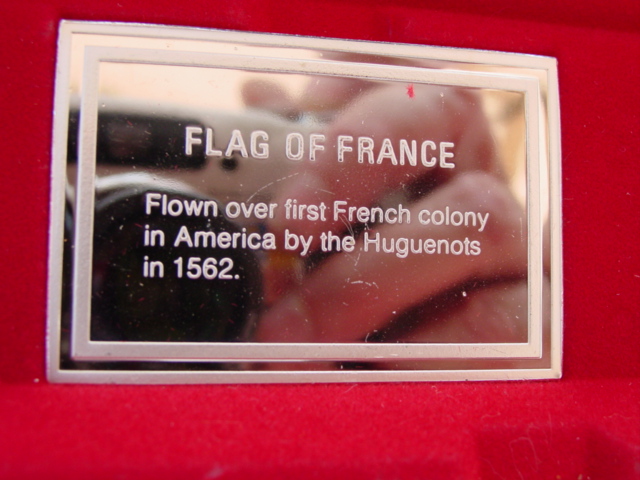 FLAG OF FRANCE
Flown over first French colony
in America by the Huguenots
in 1562.